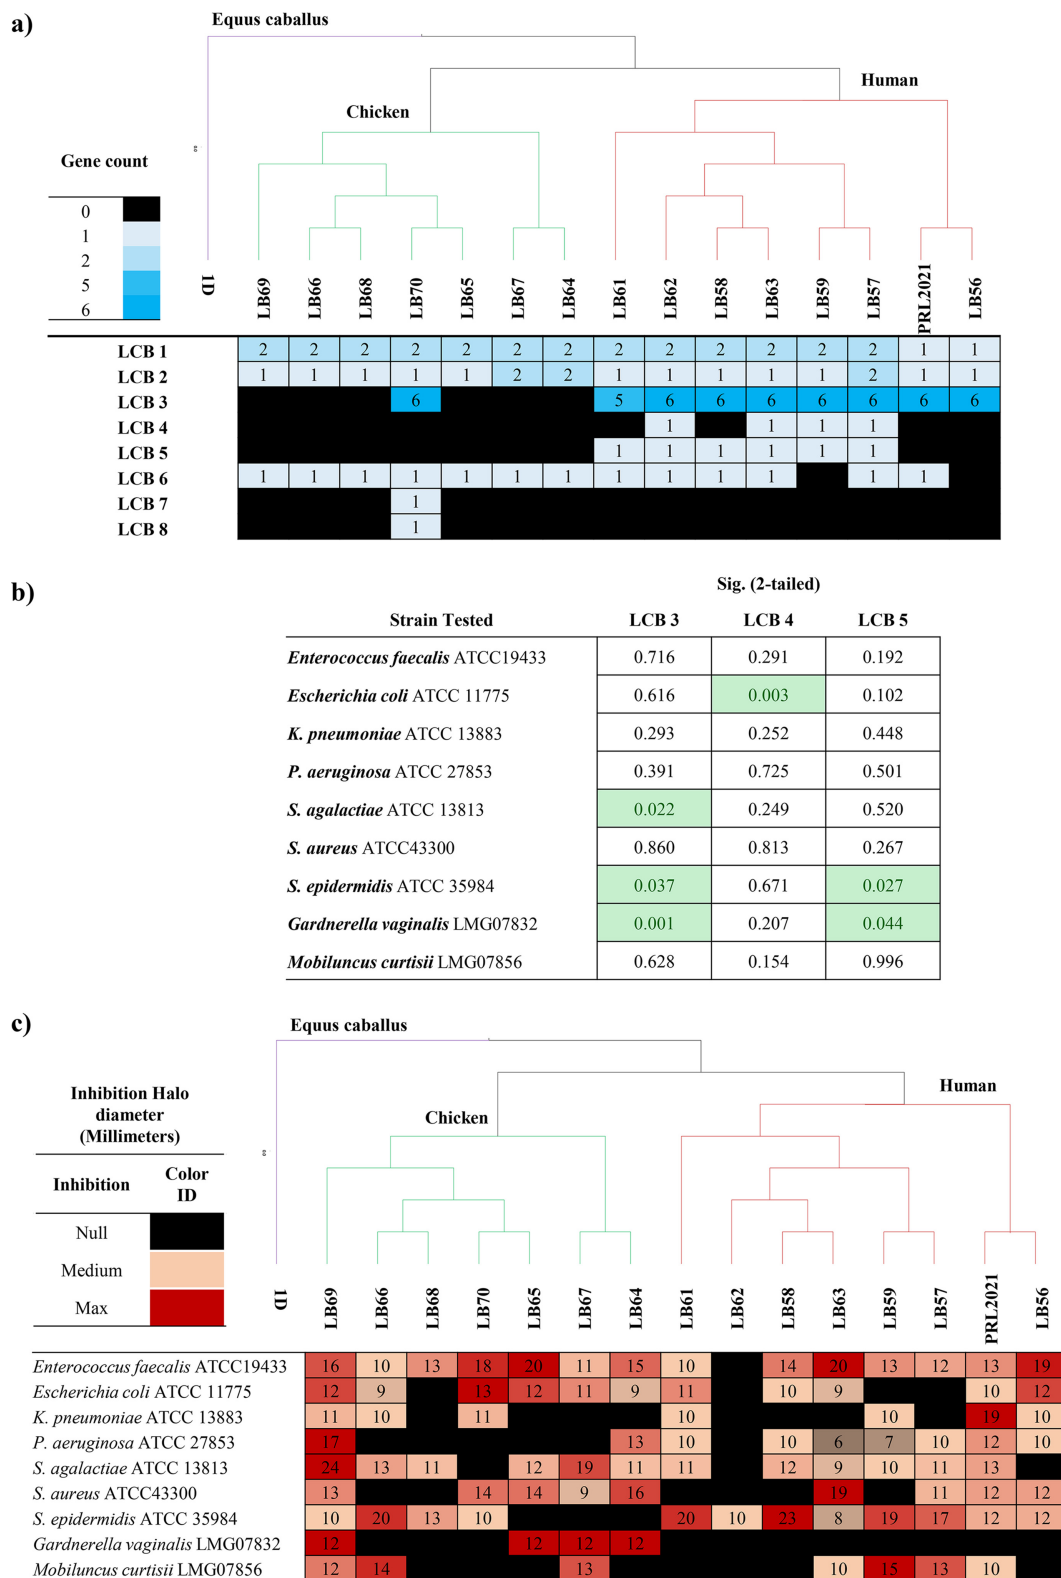 a)
Equus caballus
Human
Chicken
Gene count
0
1
2
5
6
1D LB69 LB66 LB68 LB70 LB65 LB67 LB64 LB61 LB62 LB58 LB63 LB59 LB57 PRL2021 LB56
LCB 1 2 2 2 2 2 2 2 2 2 2 2 2 2 1 1
LCB 2 1 1 1 1 1 2 2 1 1 1 1 1 2 1 1
LCB 3 6 5 6 6 6 6 6 6 6
LCB 4 1 1 1 1
LCB 5 1 1 1 1 1 1
LCB 6 1 1 1 1 1 1 1 1 1 1 1 1 1
LCB 7 1
LCB 8 1
b)
Sig. (2-tailed)
Strain Tested LCB 3 LCB 4 LCB 5
Enterococcus faecalis ATCC19433 0.716 0.291 0.192
Escherichia coli ATCC 11775 0.616 0.003 0.102
K. pneumoniae ATCC 13883 0.293 0.252 0.448
P. aeruginosa ATCC 27853 0.391 0.725 0.501
S. agalactiae ATCC 13813 0.022 0.249 0.520
S. aureus ATCC43300 0.860 0.813 0.267
S. epidermidis ATCC 35984 0.037 0.671 0.027
Gardnerella vaginalis LMG07832 0.001 0.207 0.044
Mobiluncus curtisii LMG07856 0.628 0.154 0.996
c)
Equus caballus
Human
Chicken
Inhibition Halo
diameter
(Millimeters)
Inhibition Color
ID
Null
Medium
Max
1D LB69 LB66 LB68 LB70 LB65 LB67 LB64 LB61 LB62 LB58 LB63 LB59 LB57 PRL2021 LB56
Enterococcus faecalis ATCC19433 16 10 13 18 20 11 15 10 14 20 13 12 13 19
Escherichia coli ATCC 11775 12 9 13 12 11 9 11 10 9 10 12
K. pneumoniae ATCC 13883 11 10 11 10 10 19 10
P. aeruginosa ATCC 27853 17 13 10 10 6 7 10 12 10
S. agalactiae ATCC 13813 24 13 11 12 19 11 11 12 9 10 11 13
S. aureus ATCC43300 13 14 14 9 16 19 11 12 12
S. epidermidis ATCC 35984 10 20 13 10 20 10 23 8 19 17 12 12
Gardnerella vaginalis LMG07832 12 12 12 12
Mobiluncus curtisii LMG07856 12 14 13 10 15 13 10